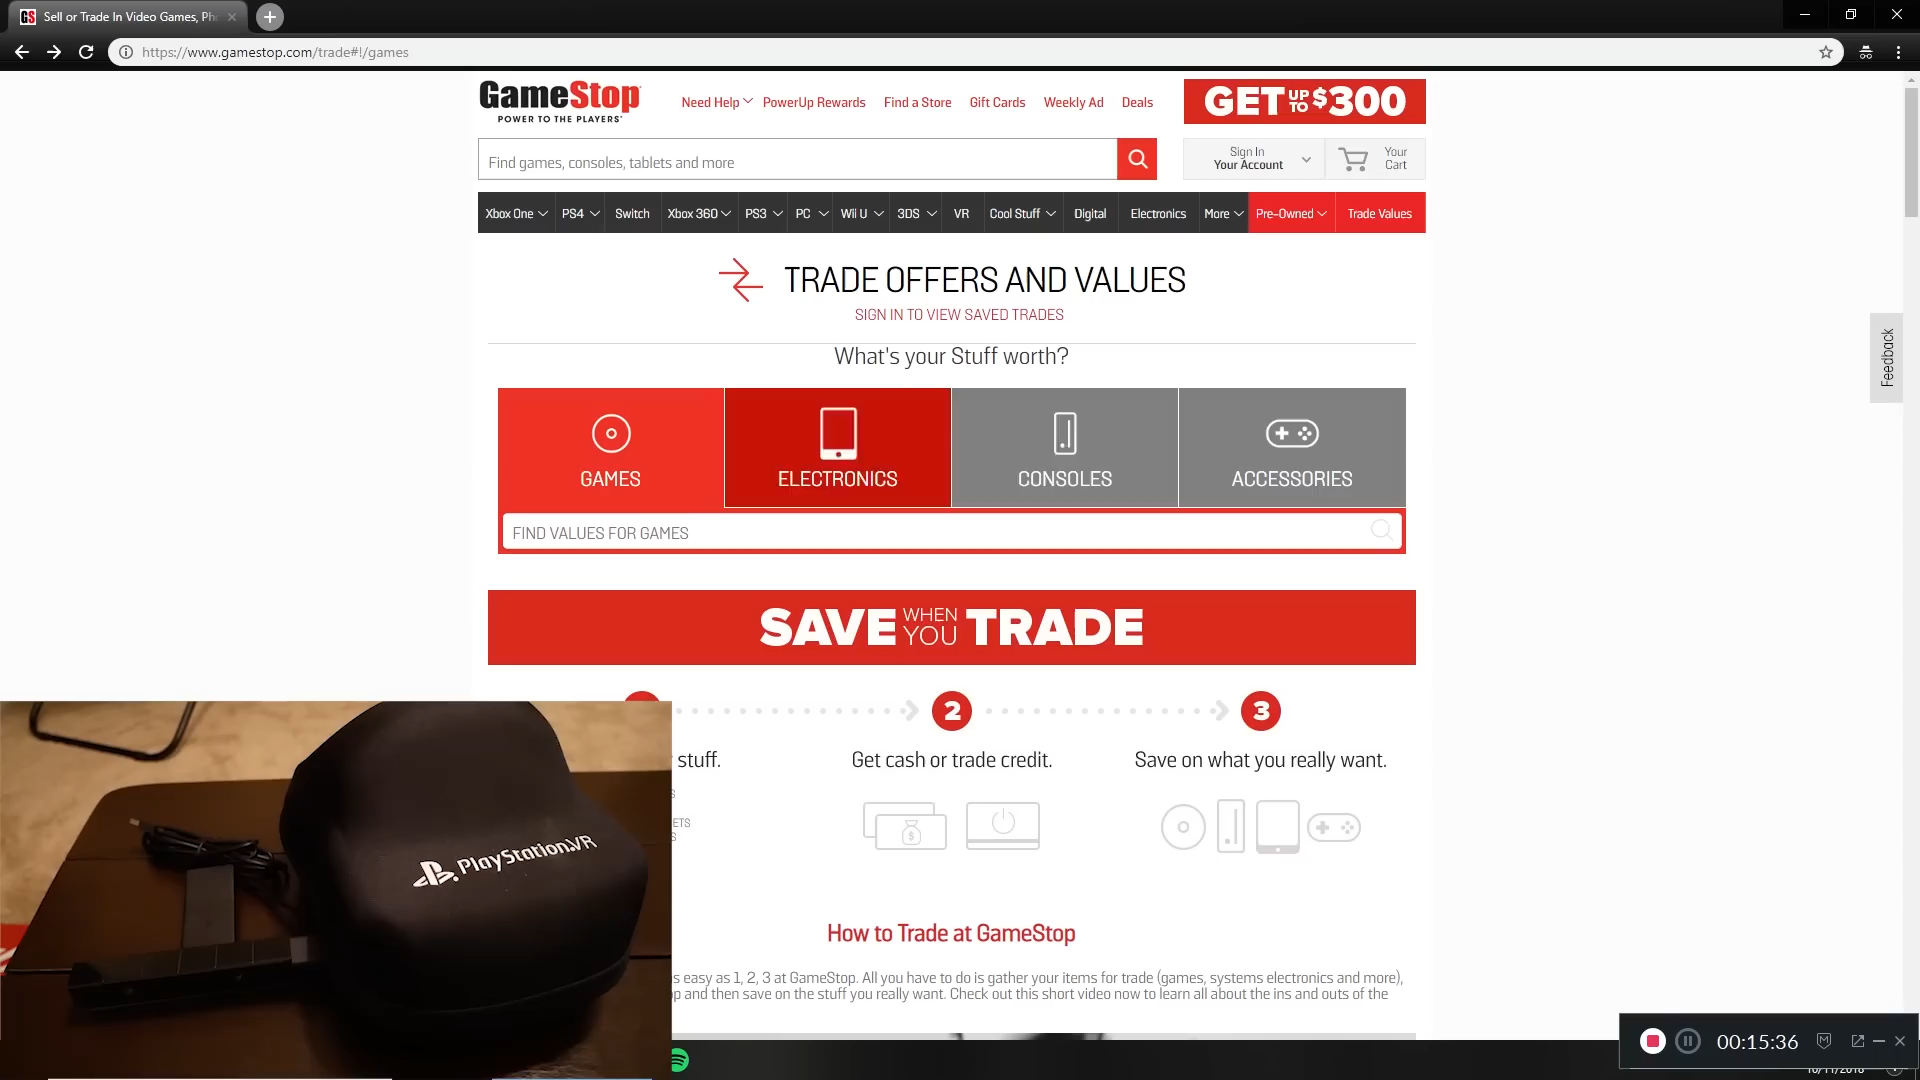 GS Sell or Trade In Video Games, Ph
https://www.gamestop.com/trade#!/games
GameStop
POWER TO THE PLAYERS
Need Help PowerUp Rewards Find a Store Gift Cards Weekly Ad Deals
GET UP TO $300
Find games, consoles, tablets and more
Sign In
Your Account
Your
Cart
Xbox One PS4 Switch Xbox 360 PS3 PC Wii U 3DS VR Cool Stuff Digital Electronics More Pre-Owned Trade Values
TRADE OFFERS AND VALUES
SIGN IN TO VIEW SAVED TRADES
Feedback
What's your Stuff worth?
GAMES ELECTRONICS CONSOLES ACCESSORIES
FIND VALUES FOR GAMES
SAVE WHEN YOU TRADE
2 3
stuff. Get cash or trade credit. Save on what you really want.
S
ETS
S
PlayStation.VR
How to Trade at GameStop
s easy as 1, 2, 3 at GameStop. All you have to do is gather your items for trade (games, systems electronics and more),
p and then save on the stuff you really want. Check out this short video now to learn all about the ins and outs of the
00:15:36